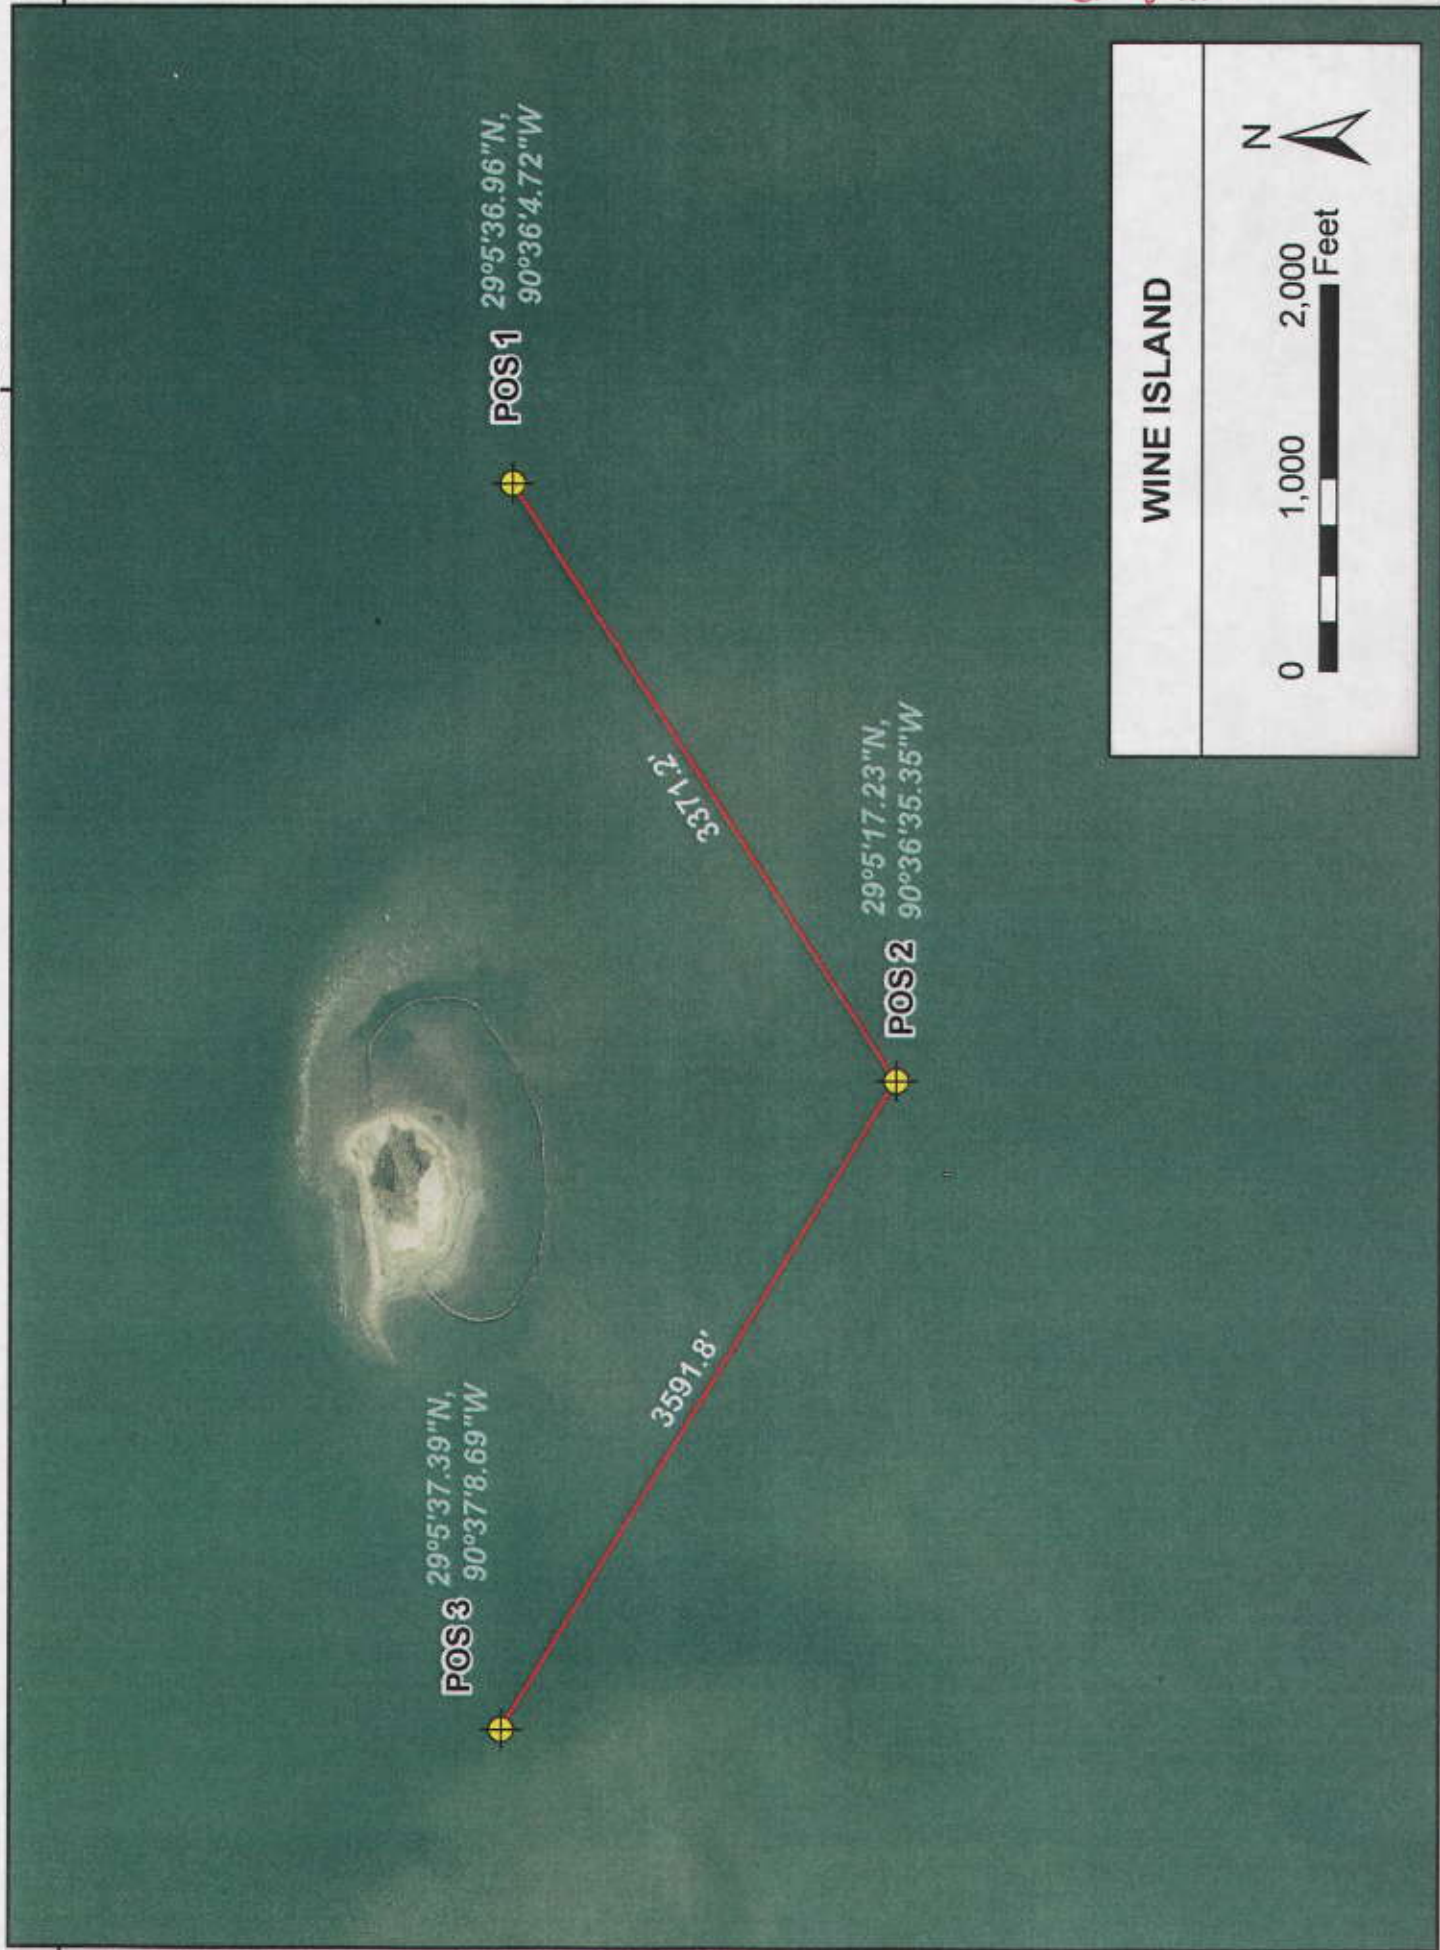 POS 3
29°5'37.39"N,
90°37'8.69"W
3591.8'
POS 2
29°5'17.23"N,
90°36'35.35"W
3371.2'
POS 1
29°5'36.96"N,
90°36'4.72"W
WINE ISLAND
0 1,000 2,000
Feet
N